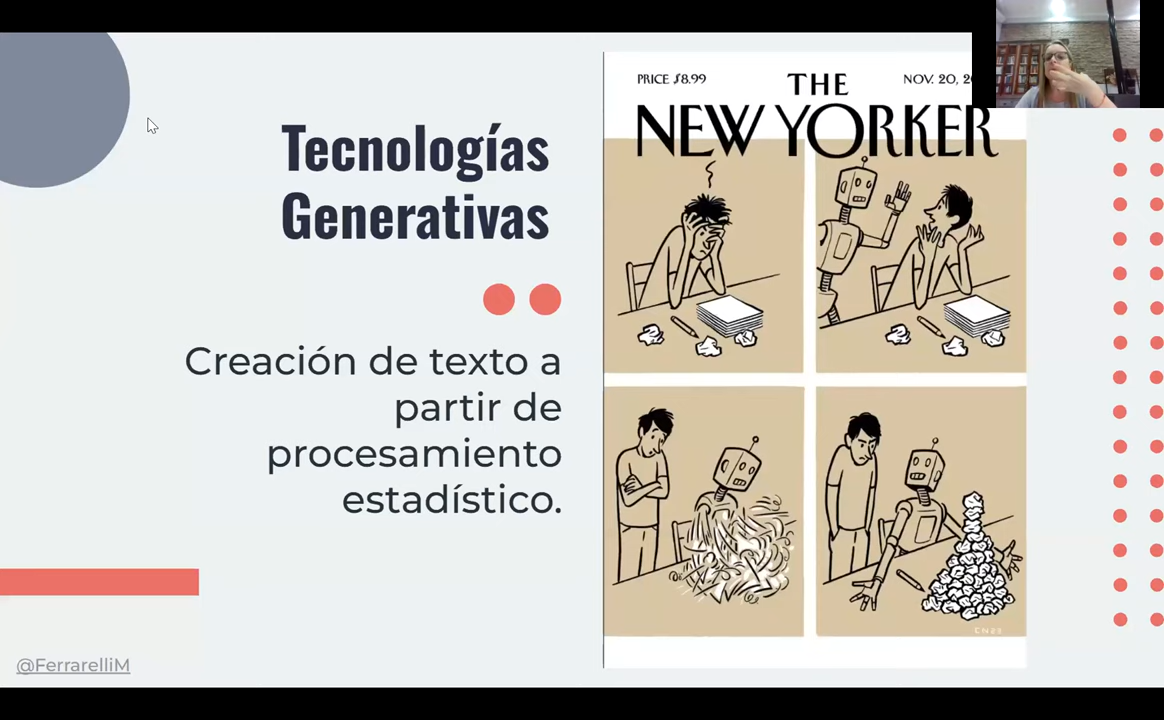 Tecnologías
Generativas
Creación de texto a
partir de
procesamiento
estadístico.
@FerrarelliM
PRICE $8.99
THE
NOV. 20, 20
NEW YORKER